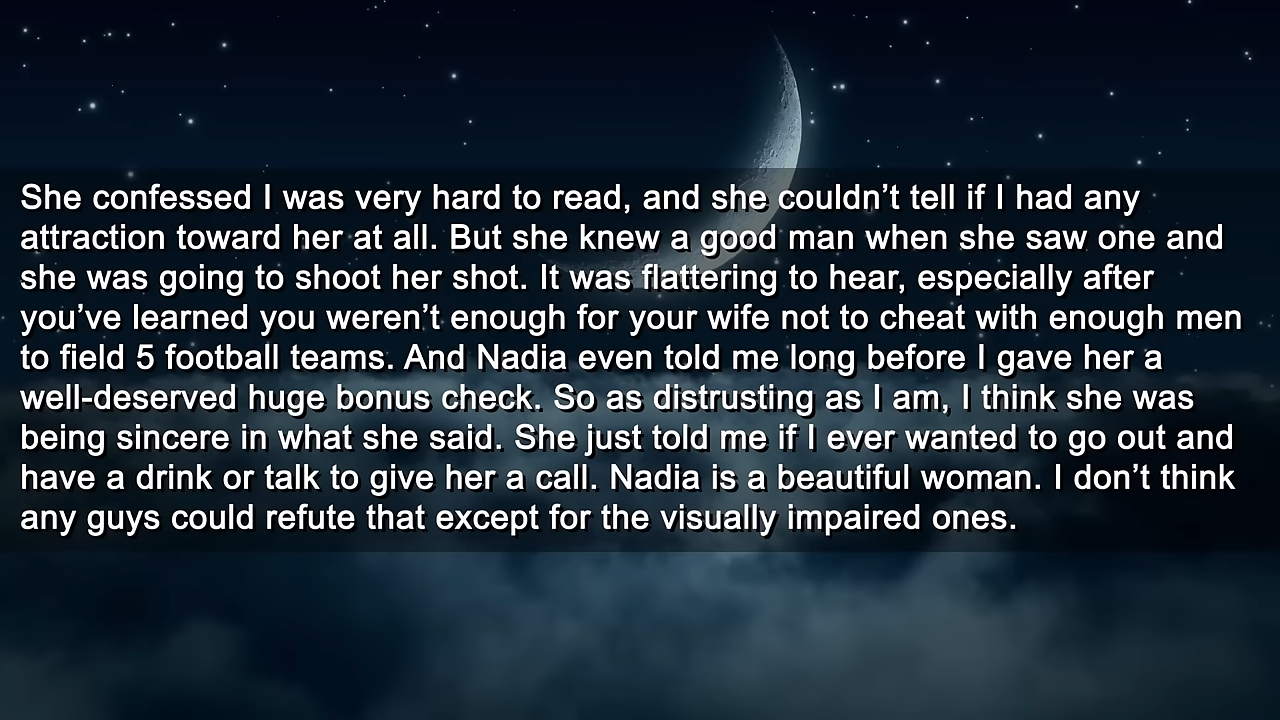 She confessed I was very hard to read, and she couldn’t tell if I had any
attraction toward her at all. But she knew a good man when she saw one and
she was going to shoot her shot. It was flattering to hear, especially after
you’ve learned you weren’t enough for your wife not to cheat with enough men
to field 5 football teams. And Nadia even told me long before I gave her a
well-deserved huge bonus check. So as distrusting as I am, I think she was
being sincere in what she said. She just told me if I ever wanted to go out and
have a drink or talk to give her a call. Nadia is a beautiful woman. I don’t think
any guys could refute that except for the visually impaired ones.